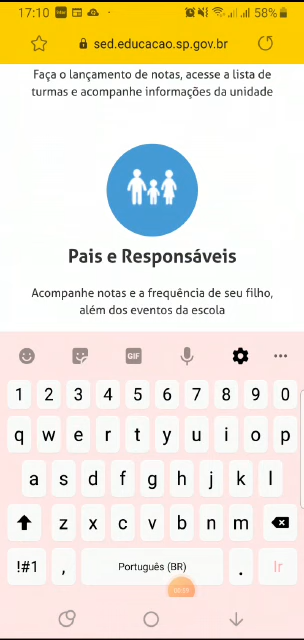 17:10
58%
sed.educacao.sp.gov.br
Faça o lançamento de notas, acesse a lista de
turmas e acompanhe informações da unidade
Pais e Responsáveis
Acompanhe notas e a frequência de seu filho,
além dos eventos da escola
GIF
1 2 3 4 5 6 7 8 9 0
q w e r t y u i o p
a s d f g h j k l
z x c v b n m
!#1 , Português (BR) . Ir